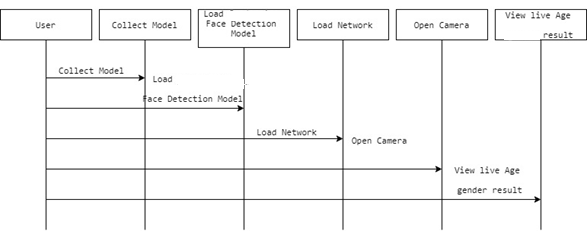 User
Collect Model
Load
Face Detection
Model
Load Network
Open Camera
View live Age
result
Collect Model
Load
Face Detection Model
Load Network
Open Camera
View live Age
gender result